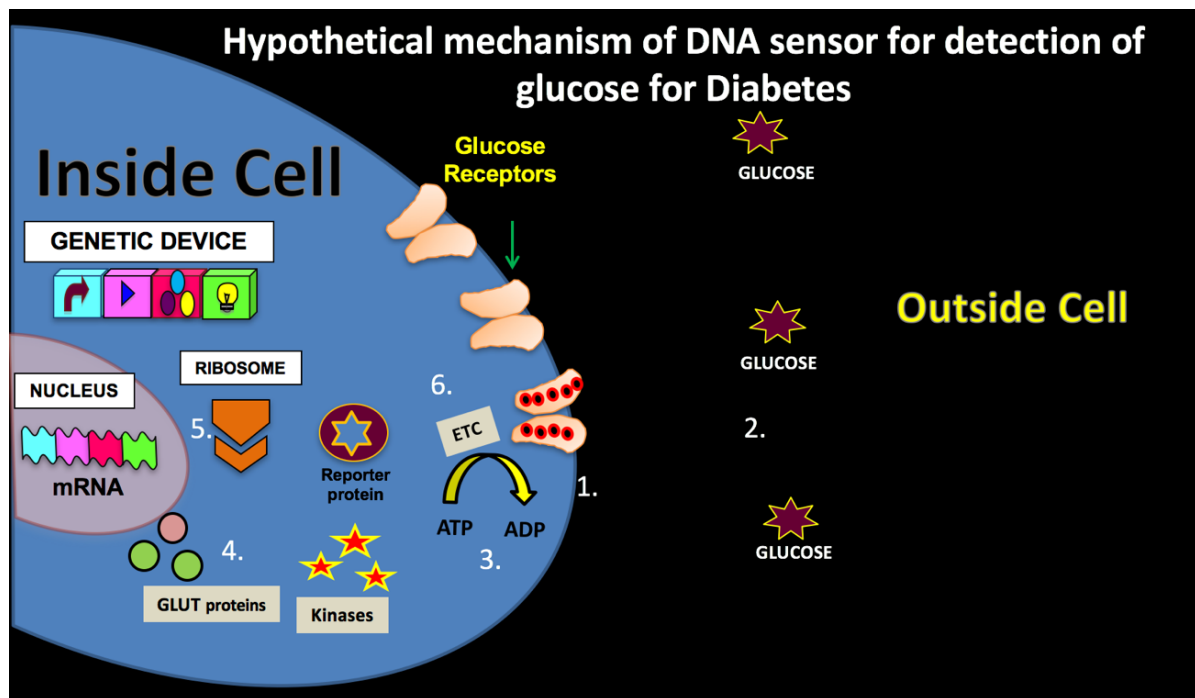 Hypothetical mechanism of DNA sensor for detection of
glucose for Diabetes
Glucose
Receptors
GLUCOSE
Inside Cell
GENETIC DEVICE
Outside Cell
GLUCOSE
RIBOSOME
NUCLEUS
6.
5.
ETC
2.
mRNA
Reporter
protein
1.
ATP
ADP
4.
3.
GLUCOSE
GLUT proteins
Kinases